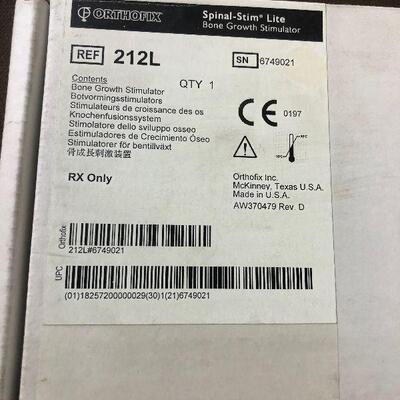 ORTHOFIX
Spinal-Stim® Lite
Bone Growth Stimulator
REF 212L
SN 6749021
Contents
QTY 1
Bone Growth Stimulator
Botvormingsstimulators
Stimulateurs de croissance des os
Knochenfusionssystem
Stimolatore dello sviluppo osseo
Estimuladores de Crecimiento Óseo
Stimulatorer för bentillväxt
骨成長刺激装置
CE 0197
RX Only
Orthofix Inc.
McKinney, Texas U.S.A.
Made in U.S.A.
AW370479 Rev. D
Orthofix
212L#6749021
UPC
(01)18257200000029(30)1(21)6749021